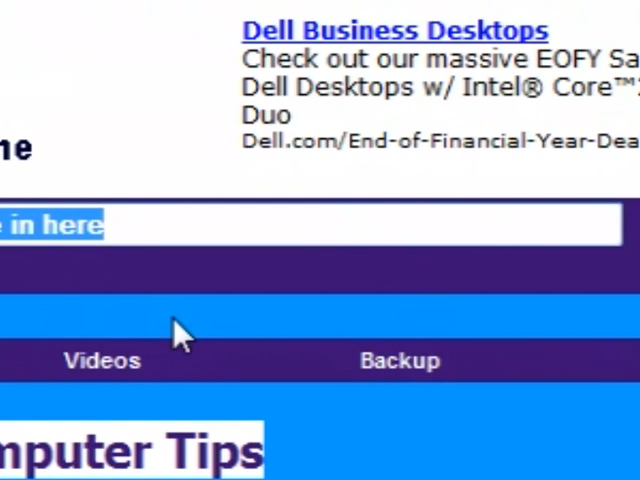 Dell Business Desktops
Check out our massive EOFY Sa
Dell Desktops w/ Intel® Core™2
Duo
Dell.com/End-of-Financial-Year-Dea
ne
e in here
Videos
Backup
mputer Tips